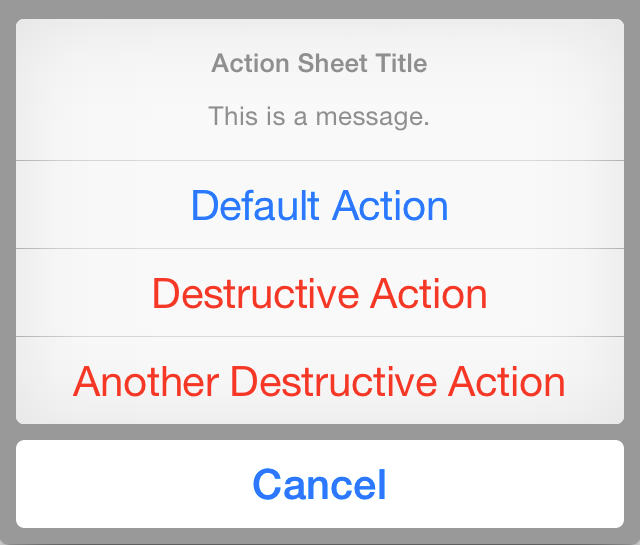 Action Sheet Title
This is a message.
Default Action
Destructive Action
Another Destructive Action
Cancel